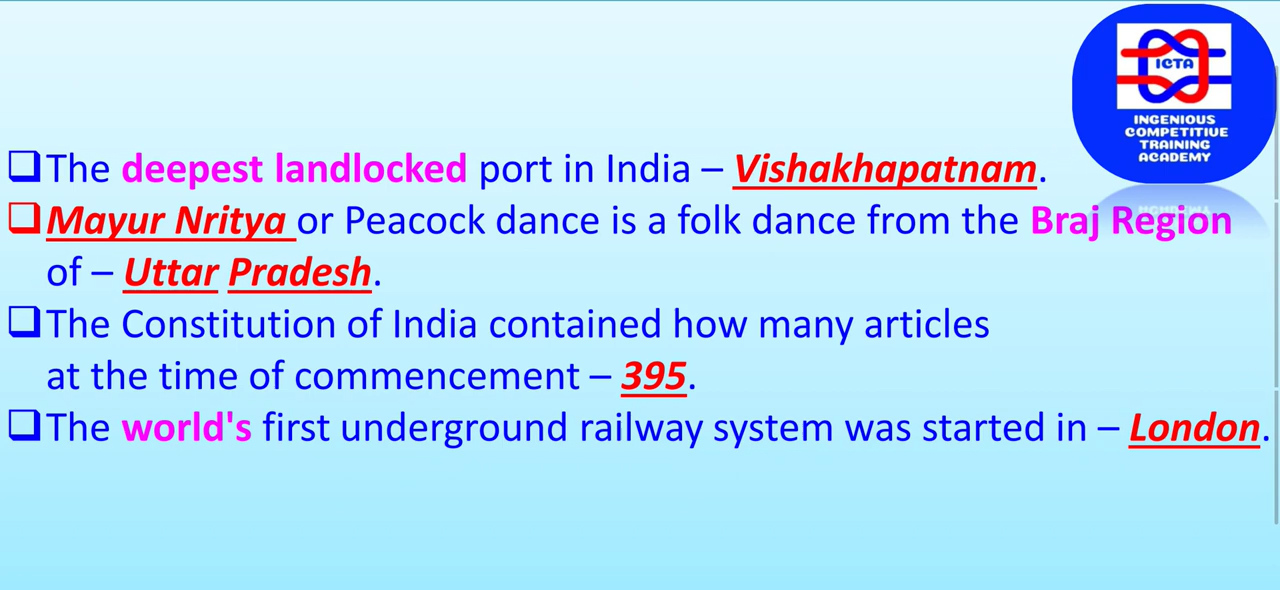 ICTA
INGENIOUS
COMPETITIVE
TRAINING
ACADEMY
❑The deepest landlocked port in India – Vishakhapatnam.
❑Mayur Nritya or Peacock dance is a folk dance from the Braj Region
of – Uttar Pradesh.
❑The Constitution of India contained how many articles
at the time of commencement – 395.
❑The world's first underground railway system was started in – London.